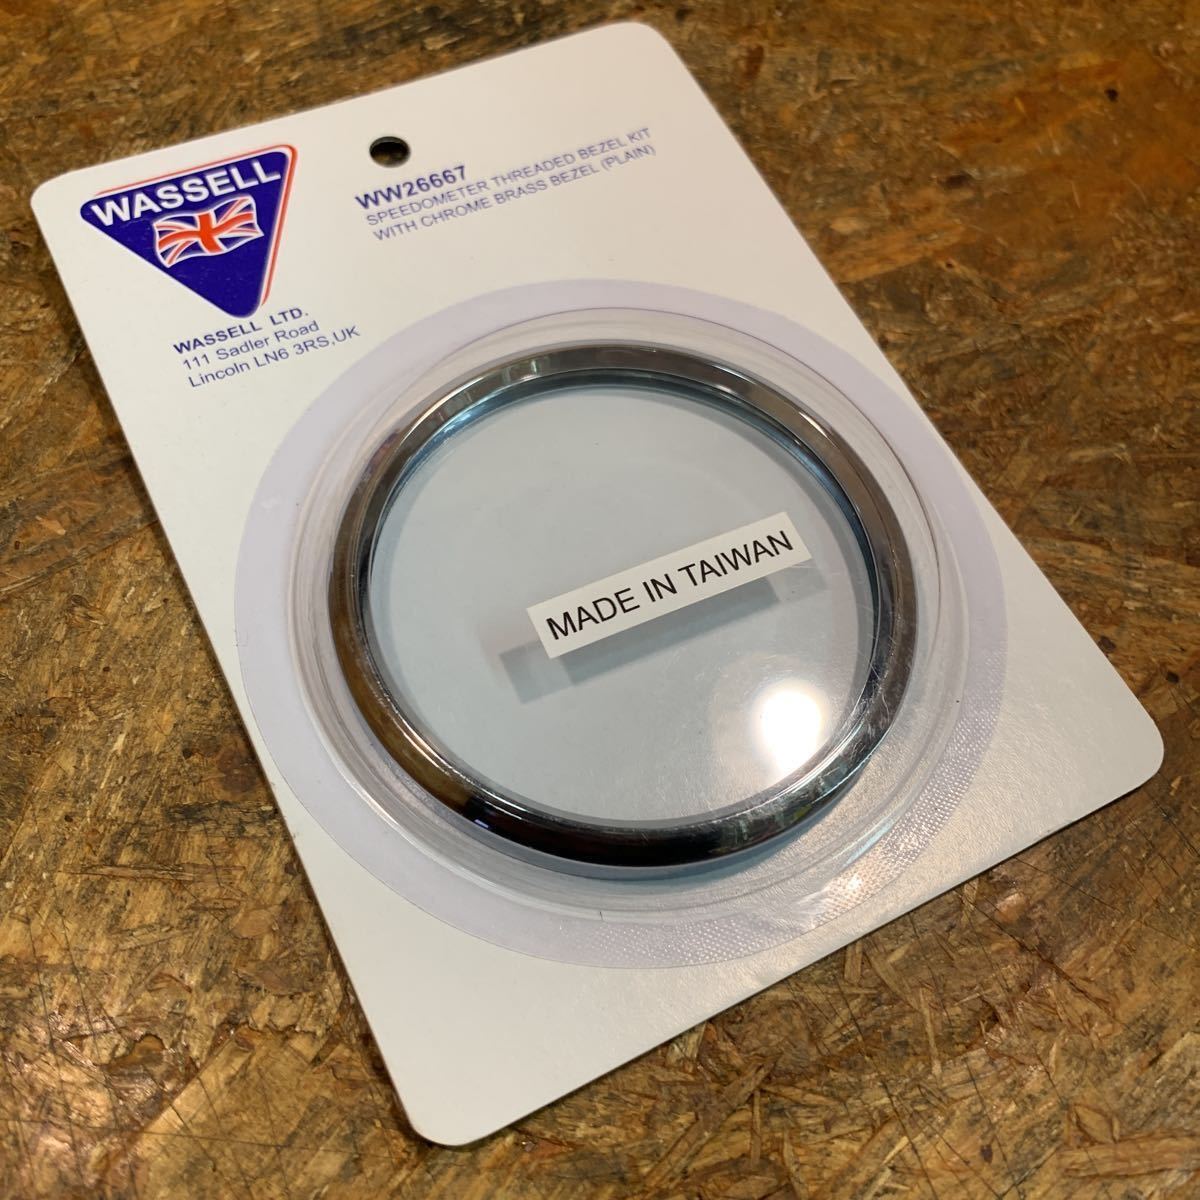 WASSELL
WW26667
SPEEDOMETER THREADED BEZEL KIT
WITH CHROME BRASS BEZEL (PLAIN)
WASSELL LTD.
111 Sadler Road
Lincoln LN6 3RS,UK
MADE IN TAIWAN